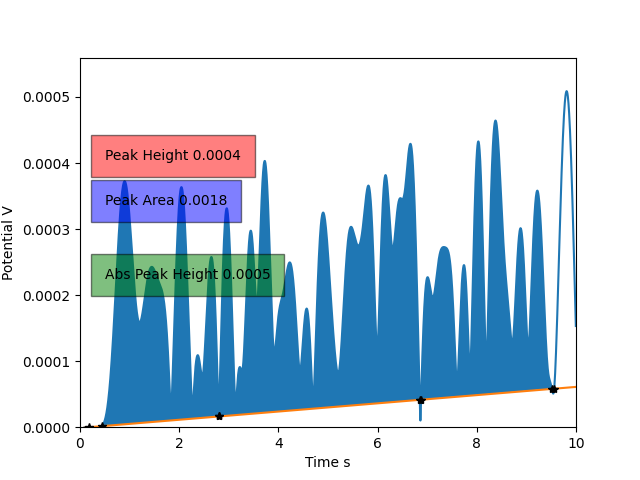 0.0005
0.0004
0.0003
0.0002
0.0001
0.0000
Potential V
Peak Height 0.0004
Peak Area 0.0018
Abs Peak Height 0.0005
0 2 4 6 8 10
Time s